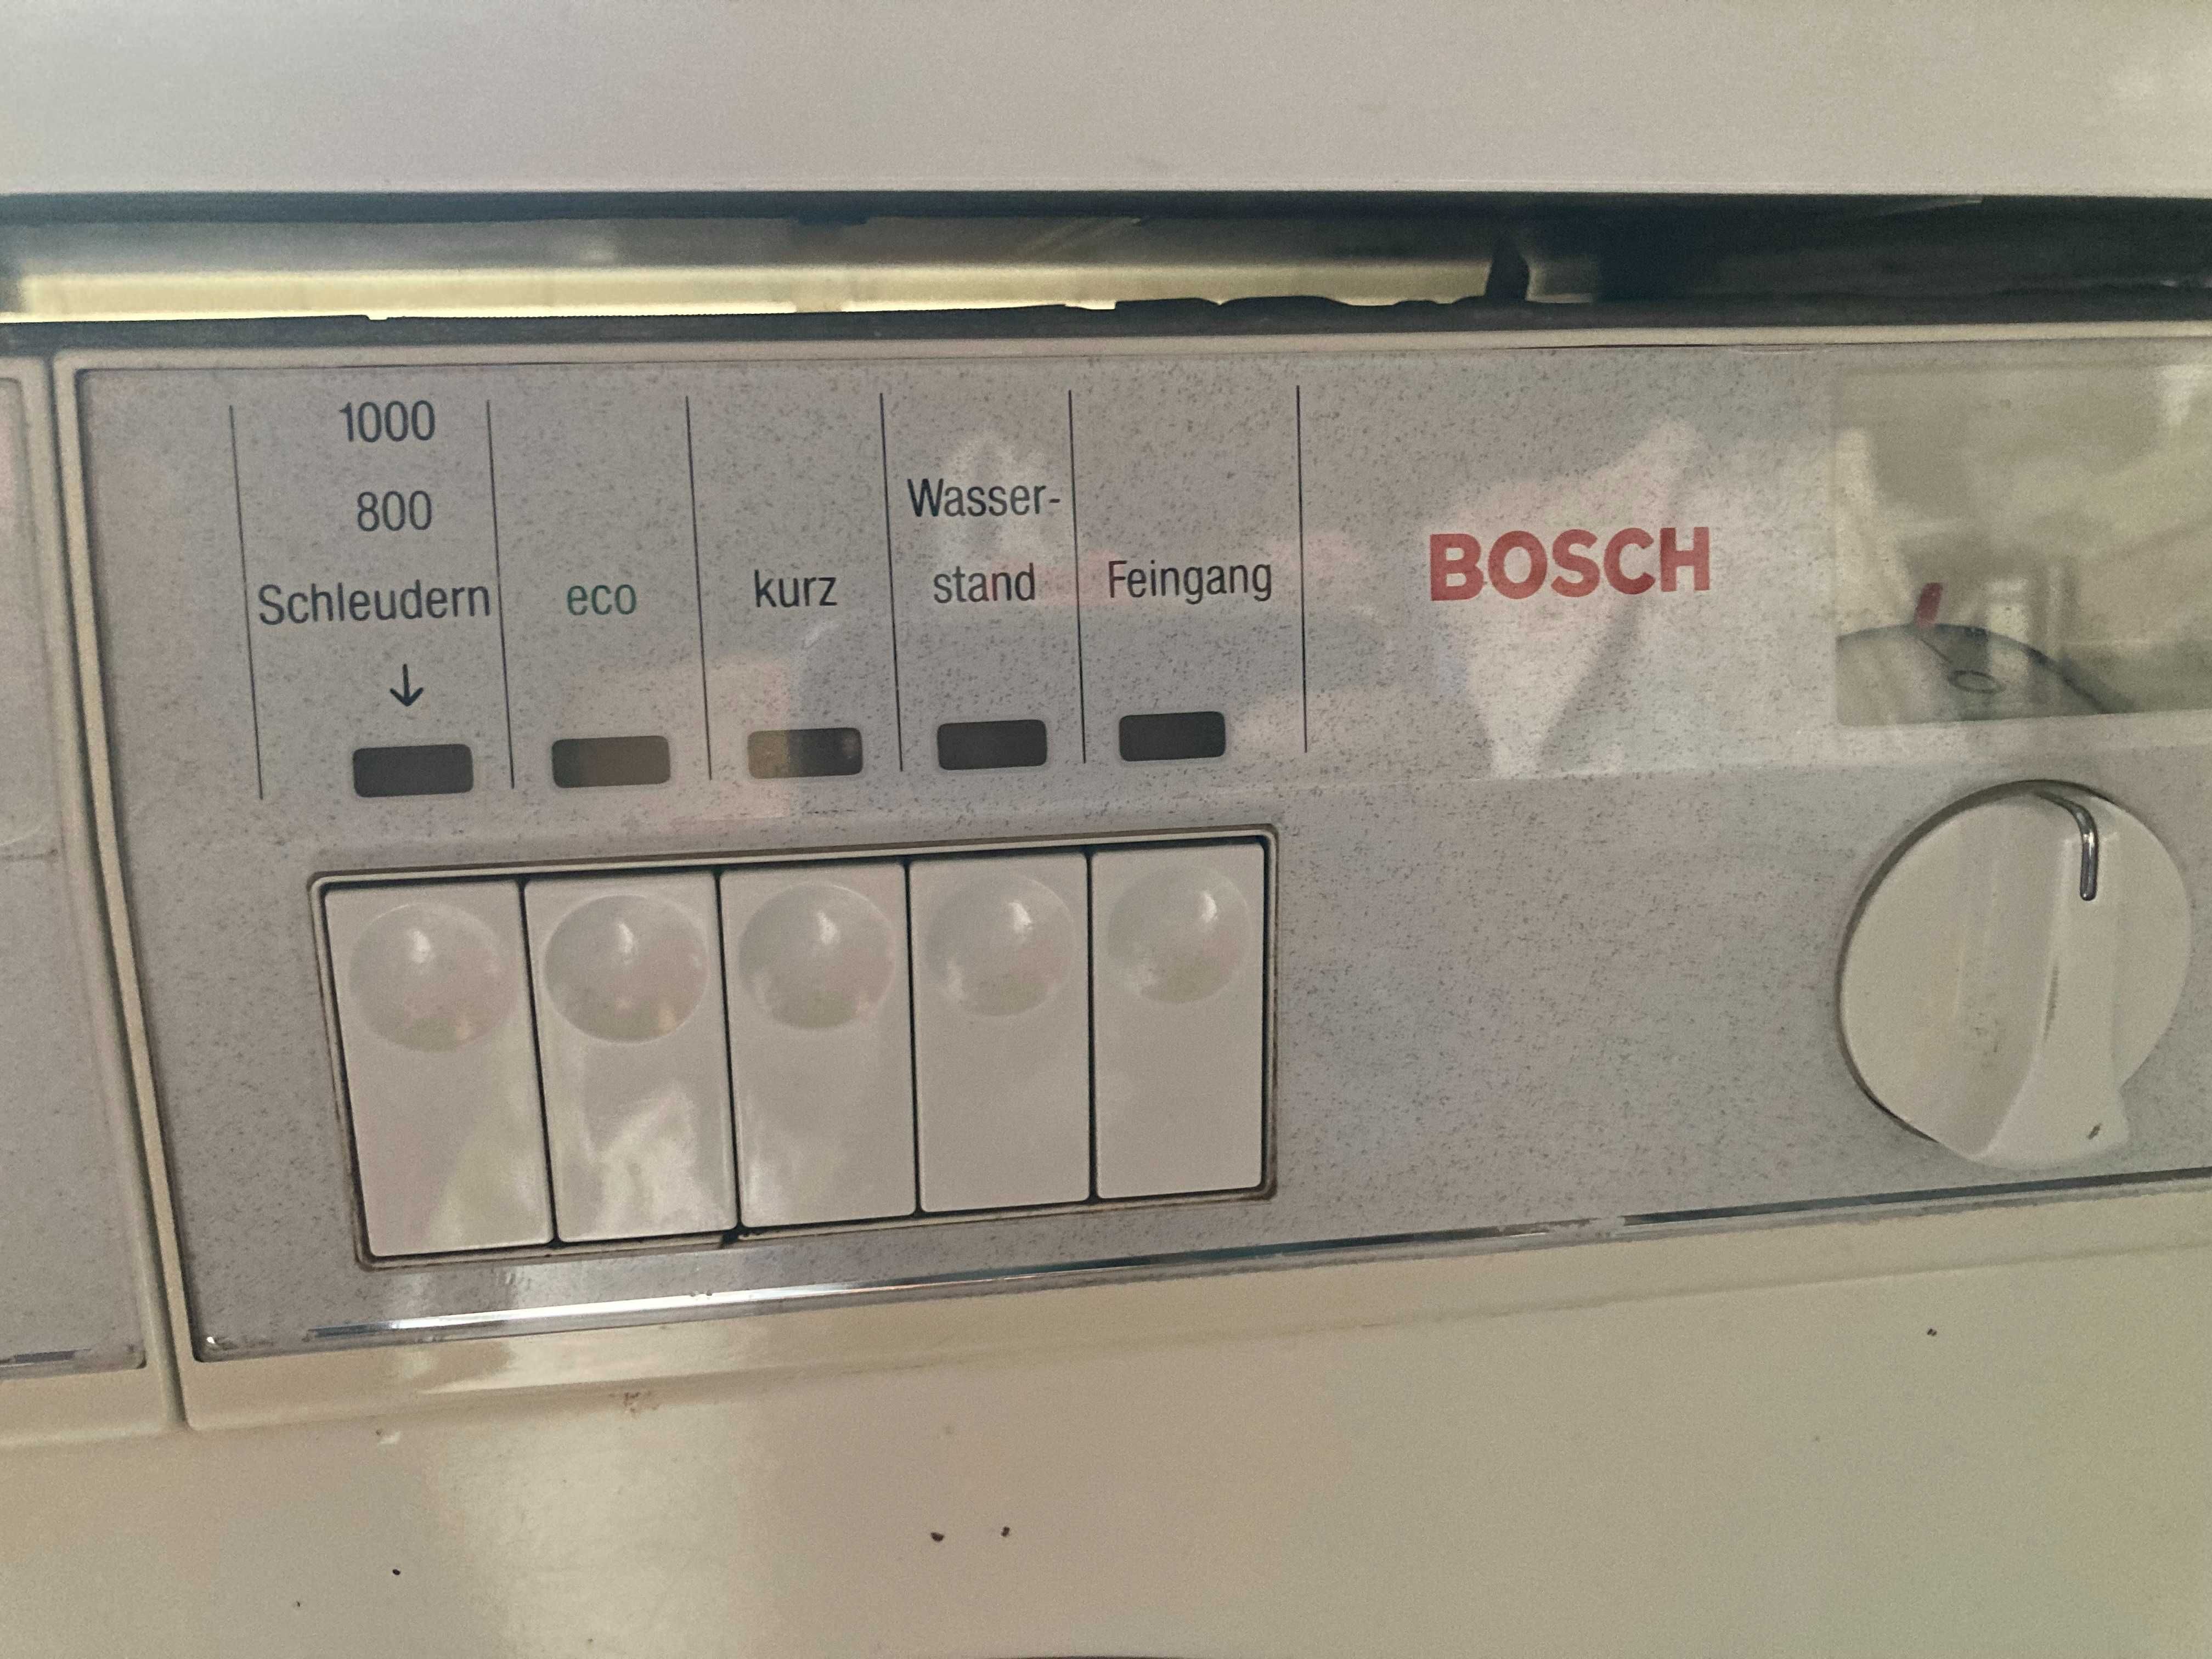 1000
800
Schleudern
↓
eco
kurz
Wasser-
stand
Feingang
BOSCH